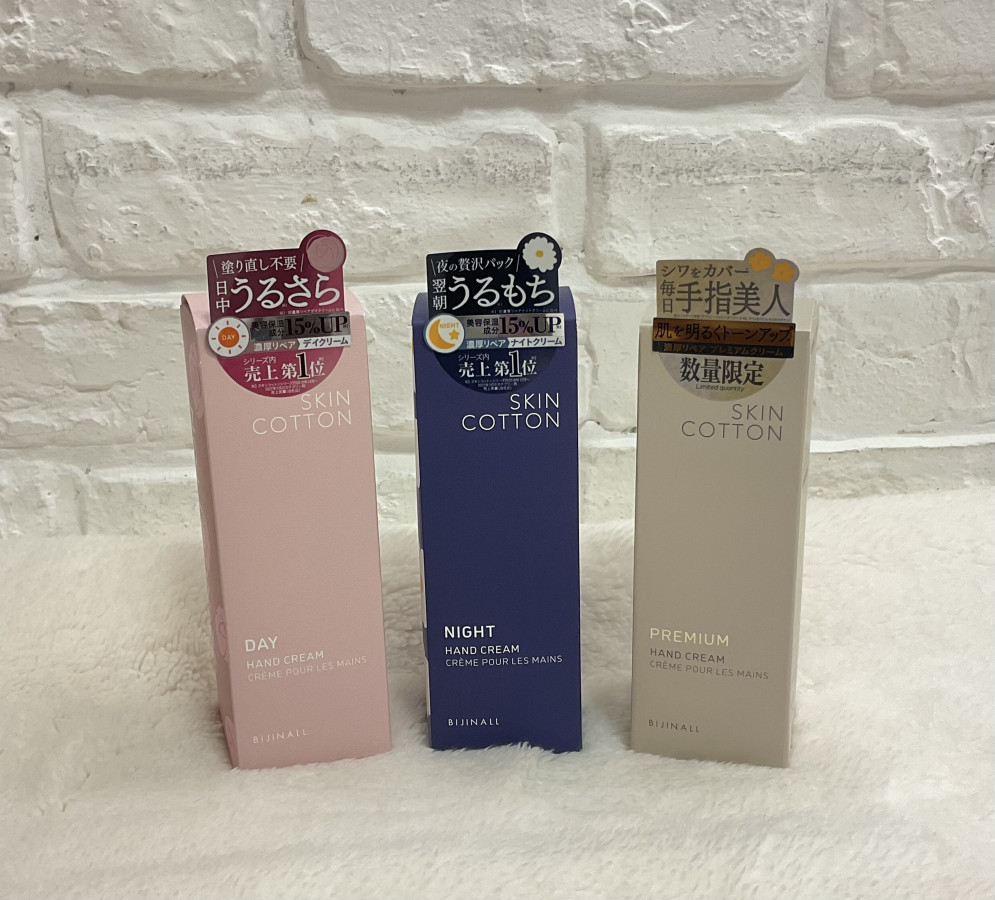 塗り直し不要
日中 うるさら
DAY
美容保湿成分 15%UP
濃厚リペア デイクリーム
シリーズ内
売上 第1位
SKIN
COTTON
DAY
HAND CREAM
CRÈME POUR LES MAINS
BIJINALL
夜の贅沢パック
翌朝 うるもち
NIGHT
美容保湿成分 15%UP
濃厚リペア ナイトクリーム
シリーズ内
売上 第1位
SKIN
COTTON
NIGHT
HAND CREAM
CRÈME POUR LES MAINS
BIJINALL
シワをカバー
毎日 手指美人
肌を明るくトーンアップ
濃厚リペア プレミアムクリーム
数量限定
Limited quantity
SKIN
COTTON
PREMIUM
HAND CREAM
CRÈME POUR LES MAINS
BIJINALL